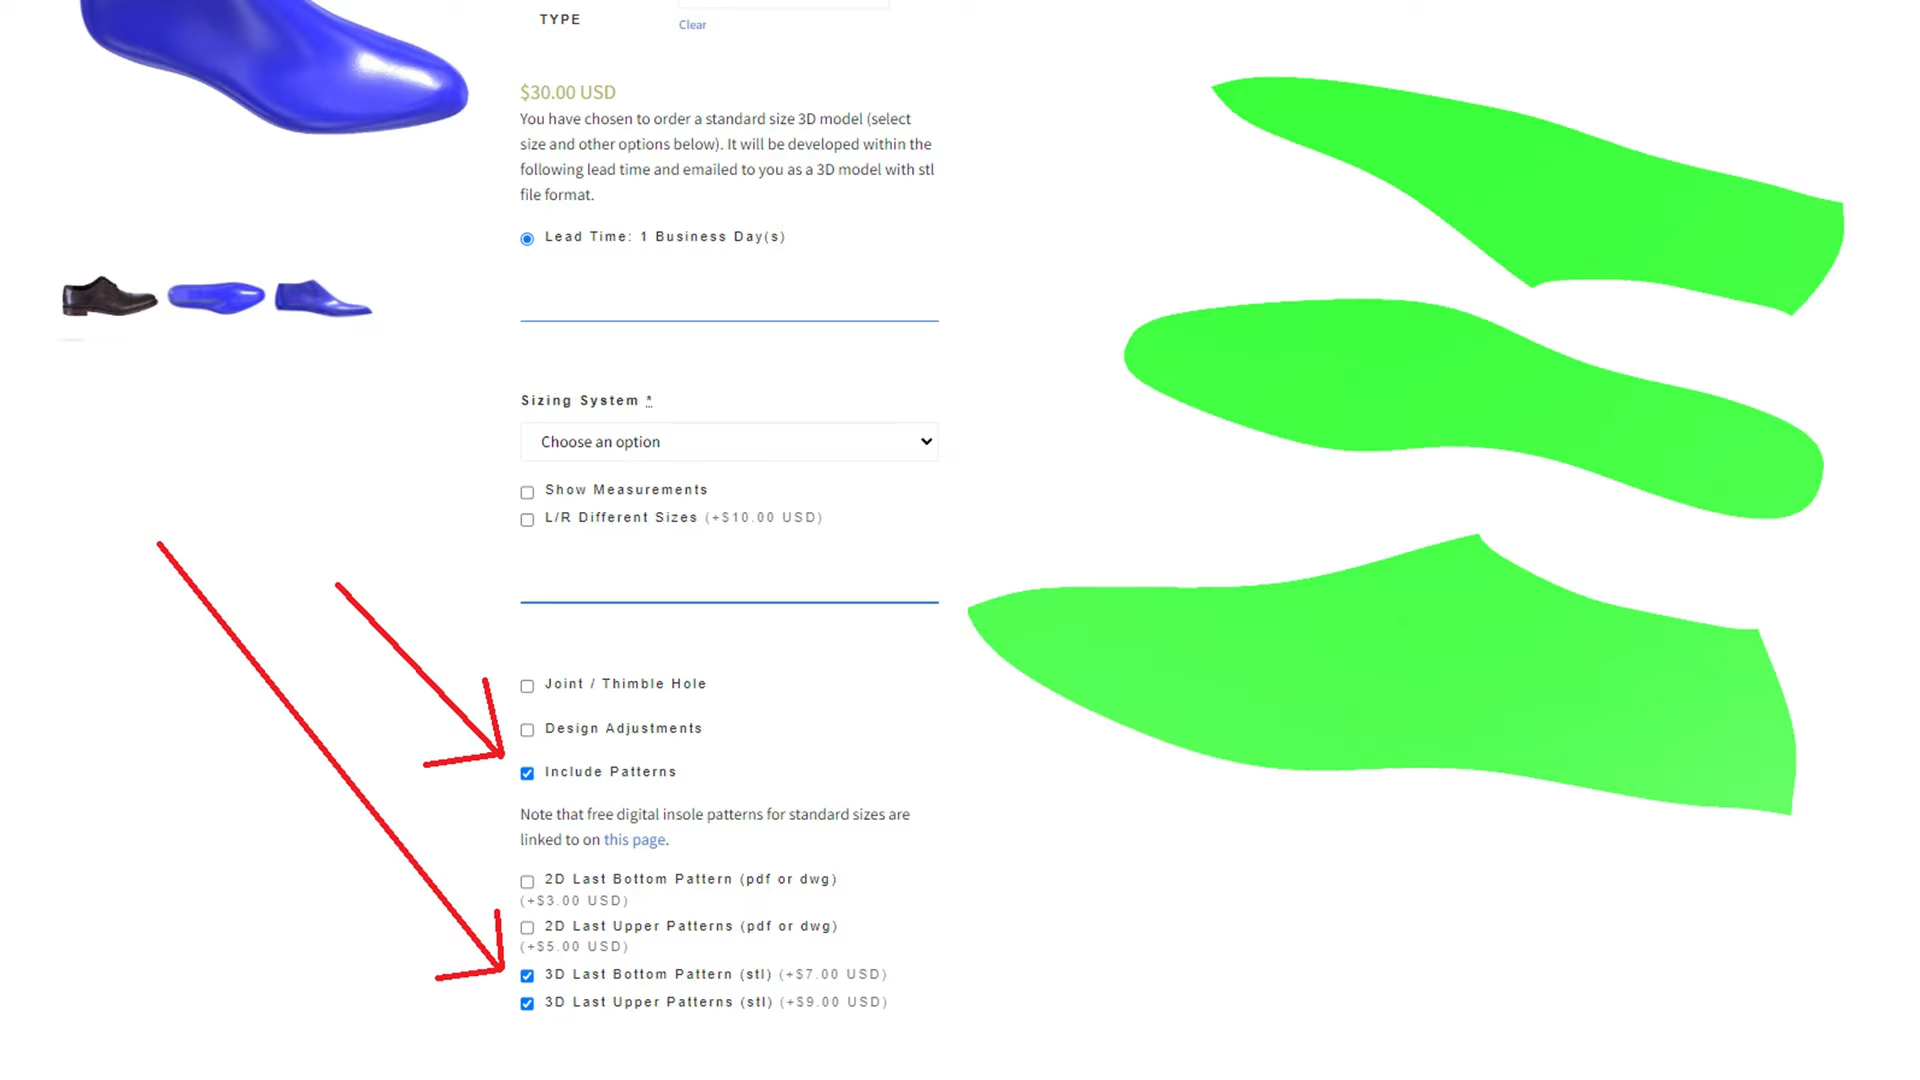 TYPE
Clear
$30.00 USD
You have chosen to order a standard size 3D model (select
size and other options below). It will be developed within the
following lead time and emailed to you as a 3D model with stl
file format.
Lead Time: 1 Business Day(s)
Sizing System *
Choose an option
Show Measurements
L/R Different Sizes (+$10.00 USD)
Joint / Thimble Hole
Design Adjustments
Include Patterns
Note that free digital insole patterns for standard sizes are
linked to on this page.
2D Last Bottom Pattern (pdf or dwg)
(+$3.00 USD)
2D Last Upper Patterns (pdf or dwg)
(+$5.00 USD)
3D Last Bottom Pattern (stl) (+$7.00 USD)
3D Last Upper Patterns (stl) (+$9.00 USD)